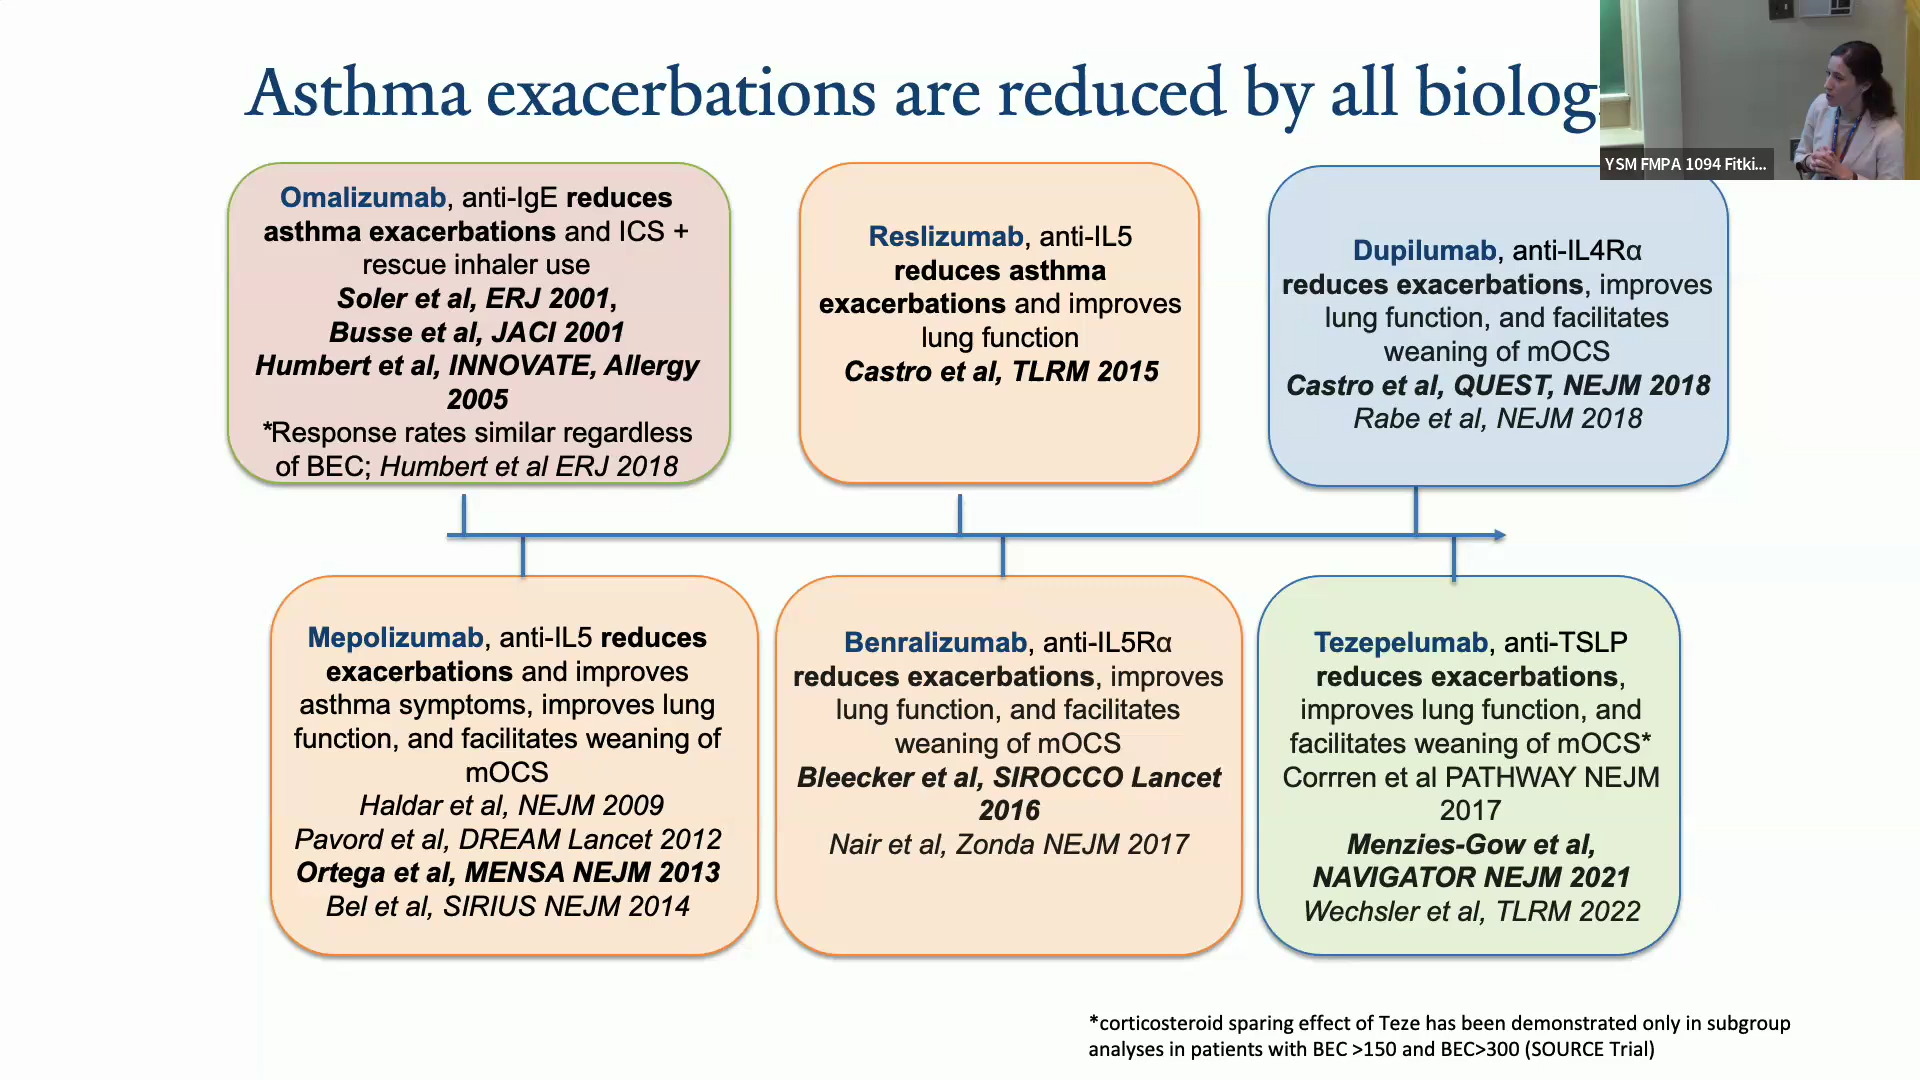 Asthma exacerbations are reduced by all biolog
YSM FMPA 1094 Fitki...
Omalizumab, anti-IgE reduces
asthma exacerbations and ICS +
rescue inhaler use
Soler et al, ERJ 2001,
Busse et al, JACI 2001
Humbert et al, INNOVATE, Allergy
2005
*Response rates similar regardless
of BEC; Humbert et al ERJ 2018
Reslizumab, anti-IL5
reduces asthma
exacerbations and improves
lung function
Castro et al, TLRM 2015
Dupilumab, anti-IL4Rα
reduces exacerbations, improves
lung function, and facilitates
weaning of mOCS
Castro et al, QUEST, NEJM 2018
Rabe et al, NEJM 2018
Mepolizumab, anti-IL5 reduces
exacerbations and improves
asthma symptoms, improves lung
function, and facilitates weaning of
mOCS
Haldar et al, NEJM 2009
Pavord et al, DREAM Lancet 2012
Ortega et al, MENSA NEJM 2013
Bel et al, SIRIUS NEJM 2014
Benralizumab, anti-IL5Rα
reduces exacerbations, improves
lung function, and facilitates
weaning of mOCS
Bleecker et al, SIROCCO Lancet
2016
Nair et al, Zonda NEJM 2017
Tezepelumab, anti-TSLP
reduces exacerbations,
improves lung function, and
facilitates weaning of mOCS*
Corrren et al PATHWAY NEJM
2017
Menzies-Gow et al,
NAVIGATOR NEJM 2021
Wechsler et al, TLRM 2022
*corticosteroid sparing effect of Teze has been demonstrated only in subgroup
analyses in patients with BEC >150 and BEC>300 (SOURCE Trial)